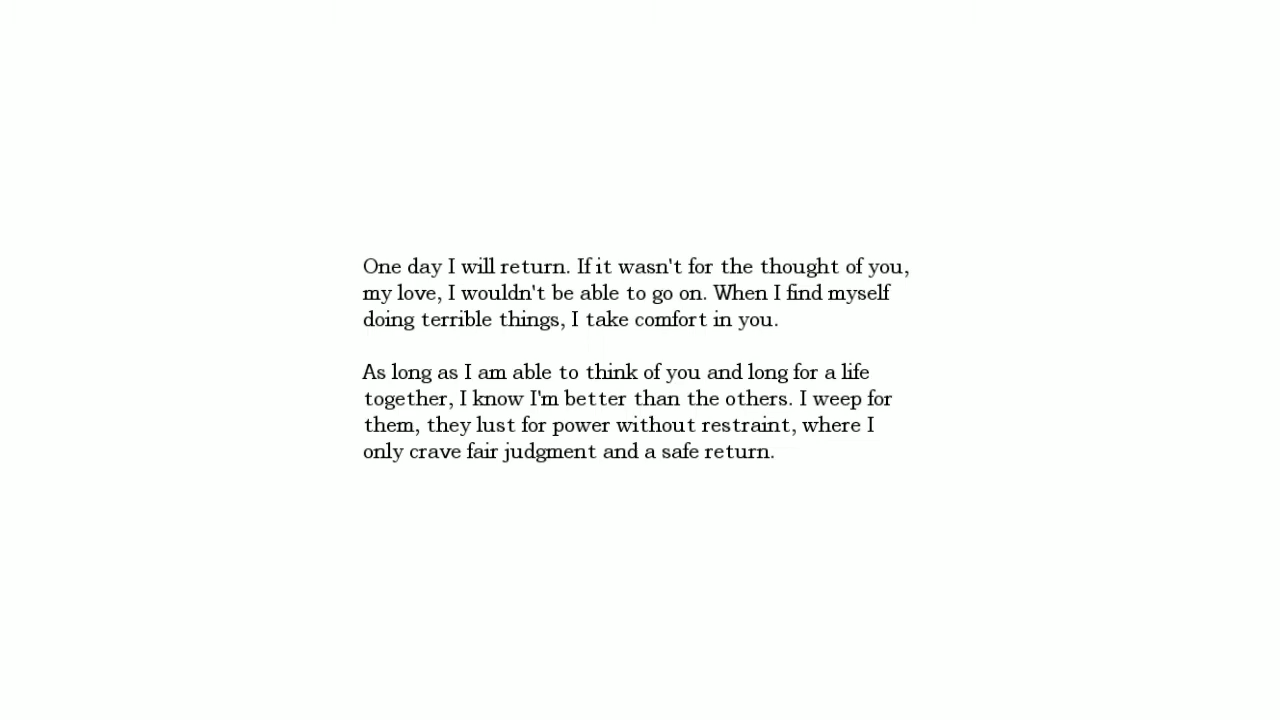 One day I will return. If it wasn't for the thought of you,
my love, I wouldn't be able to go on. When I find myself
doing terrible things, I take comfort in you.
As long as I am able to think of you and long for a life
together, I know I'm better than the others. I weep for
them, they lust for power without restraint, where I
only crave fair judgment and a safe return.